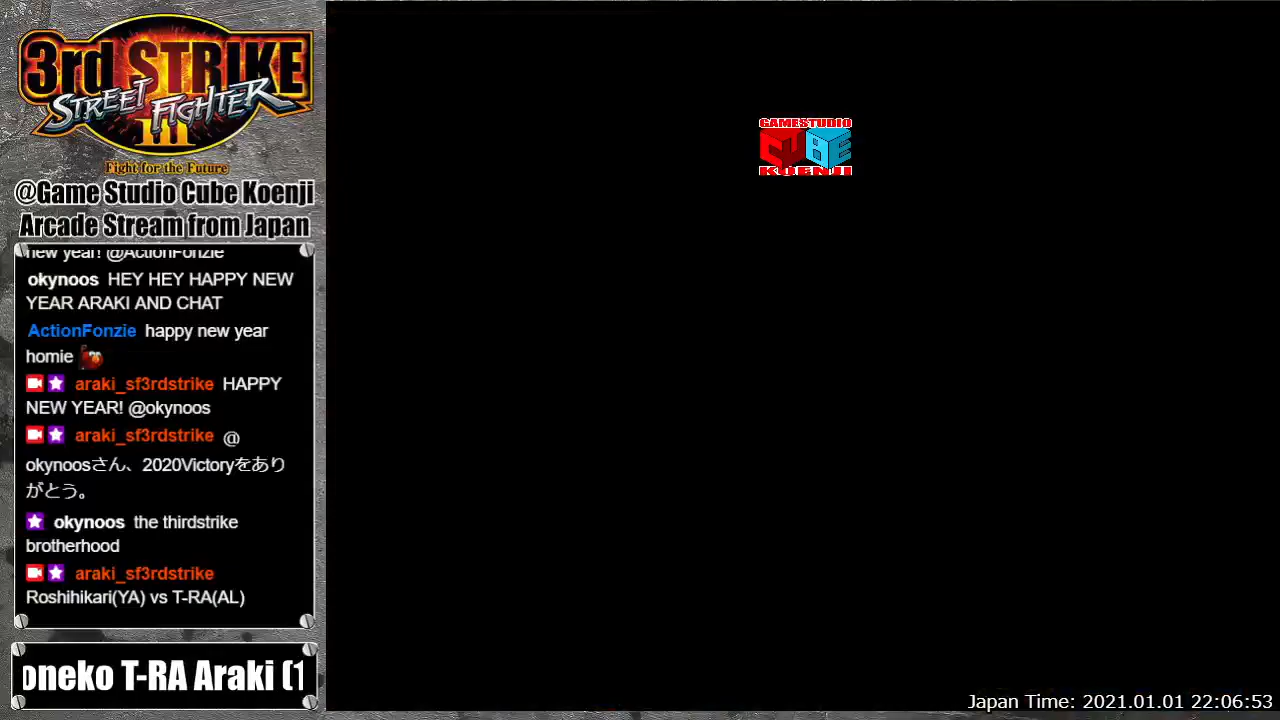 3rd STRIKE
STREET FIGHTER
III
Fight for the Future
@Game Studio Cube Koenji
Arcade Stream from Japan
new year! @ActionFonzie
okynoos HEY HEY HAPPY NEW
YEAR ARAKI AND CHAT
ActionFonzie happy new year
homie
araki_sf3rdstrike HAPPY
NEW YEAR! @okynoos
araki_sf3rdstrike @
okynoosさん、2020Victoryをあり
がとう。
okynoos the thirdstrike
brotherhood
araki_sf3rdstrike
Roshihikari(YA) vs T-RA(AL)
oneko T-RA Araki (1
GAMESTUDIO
CUBE
KOENJI
Japan Time: 2021.01.01 22:06:53